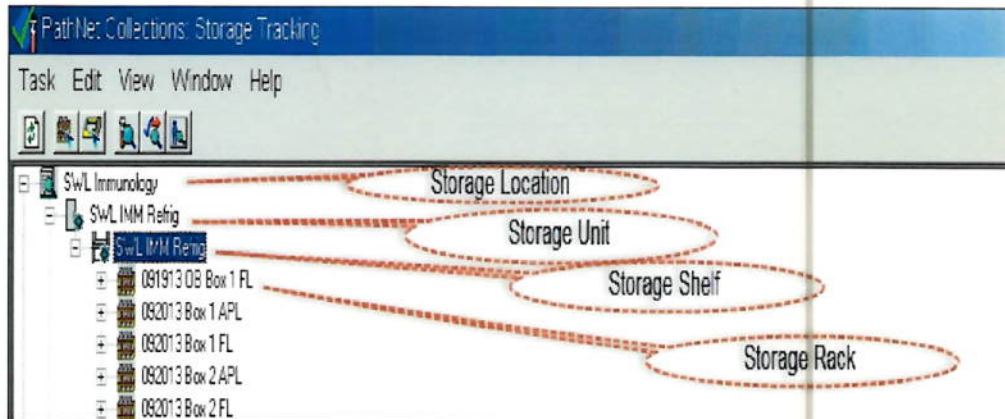 PathNet Collections: Storage Tracking
Task Edit View Window Help
SWL Immunology
Storage Location
SWL IMM Refrig
Storage Unit
SWL IMM Refrig
Storage Shelf
091913 OB Box 1 FL
092013 Box 1 APL
092013 Box 1 FL
Storage Rack
092013 Box 2 APL
092013 Box 2 FL